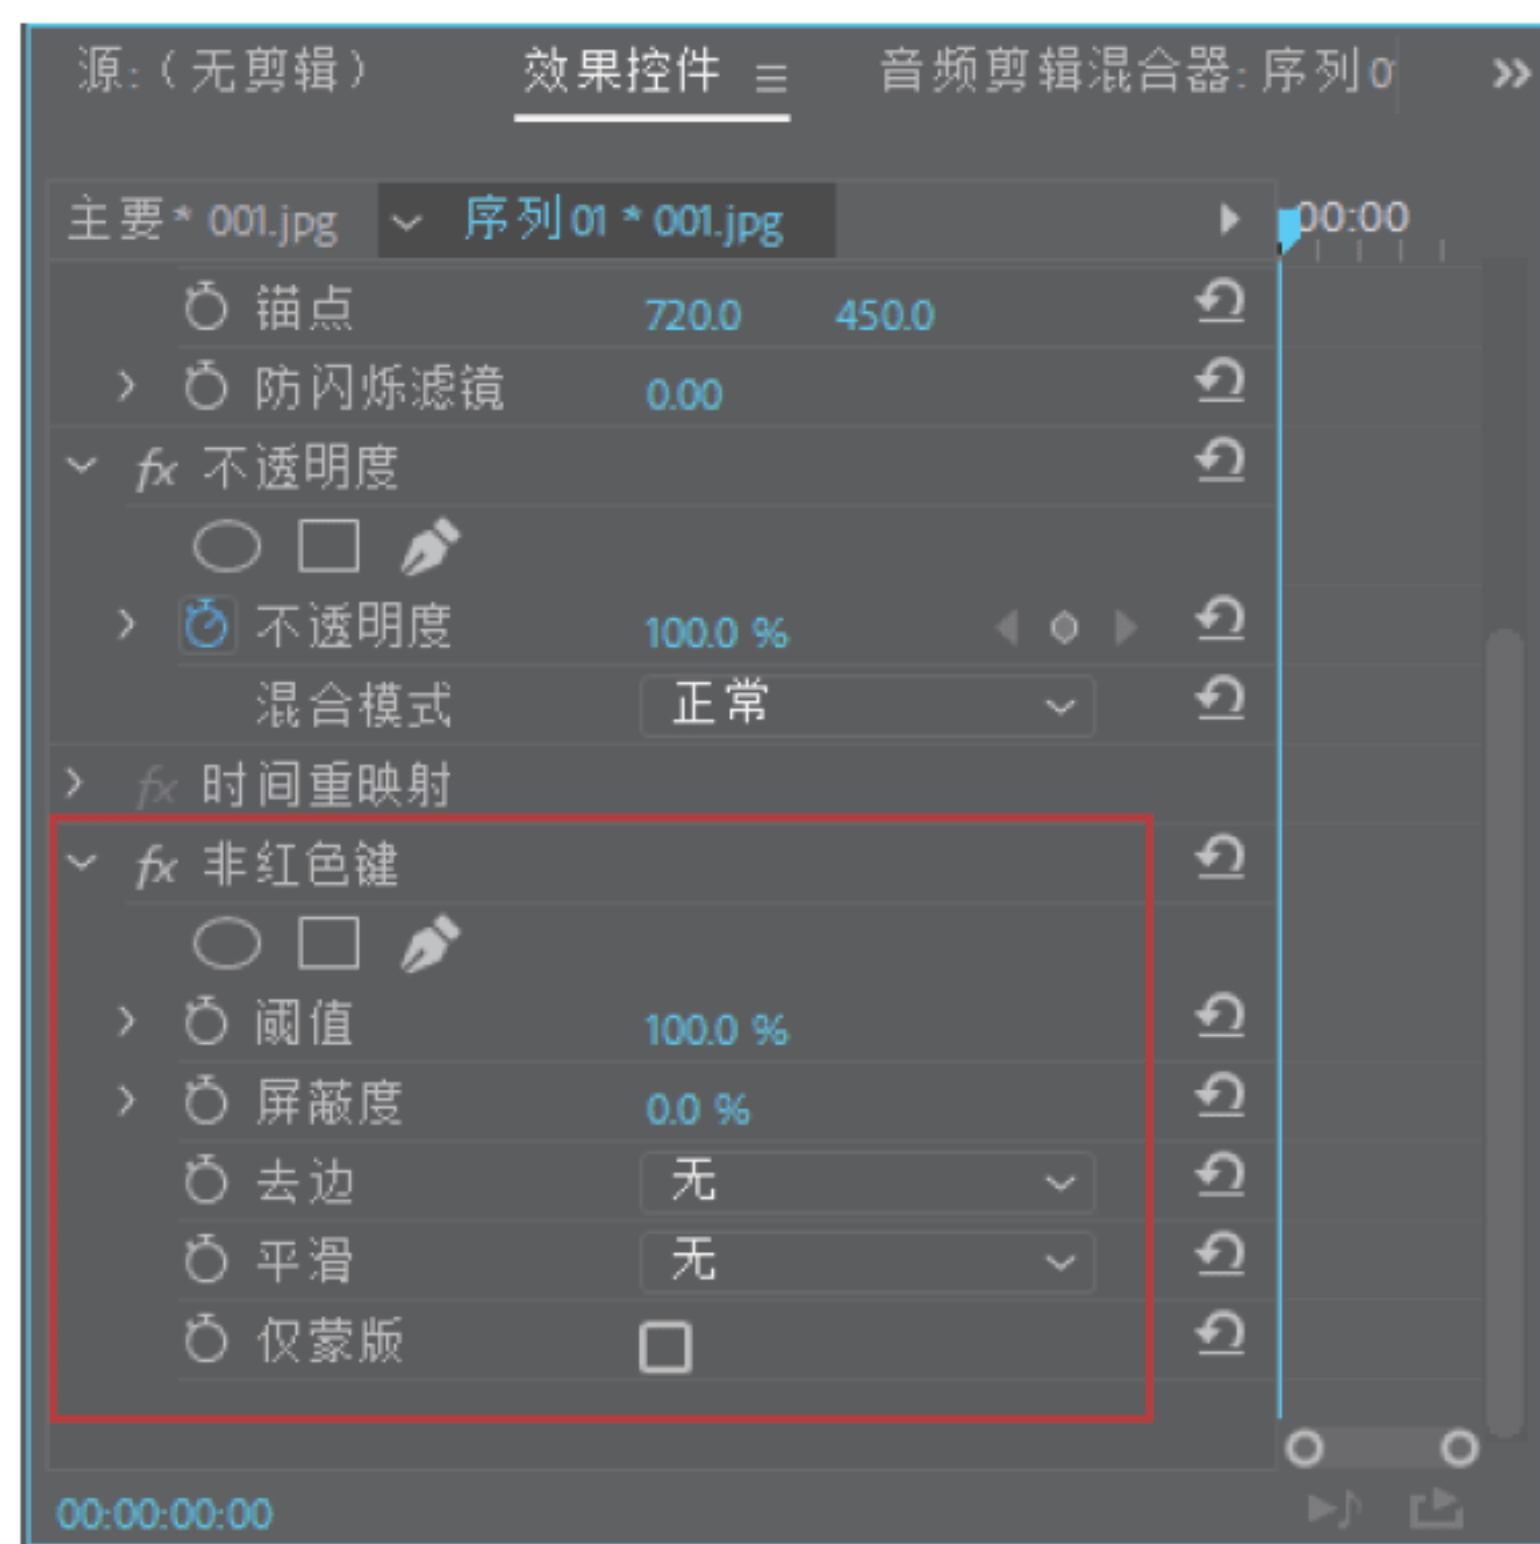 源:（无剪辑） 效果控件 音频剪辑混合器: 序列 0
主要* 001.jpg 序列 01 * 001.jpg 00:00
锚点 720.0 450.0
防闪烁滤镜 0.00
fx 不透明度
不透明度 100.0 %
混合模式 正常
fx 时间重映射
fx 非红色键
阈值 100.0 %
屏蔽度 0.0 %
去边 无
平滑 无
仅蒙版
00:00:00:00